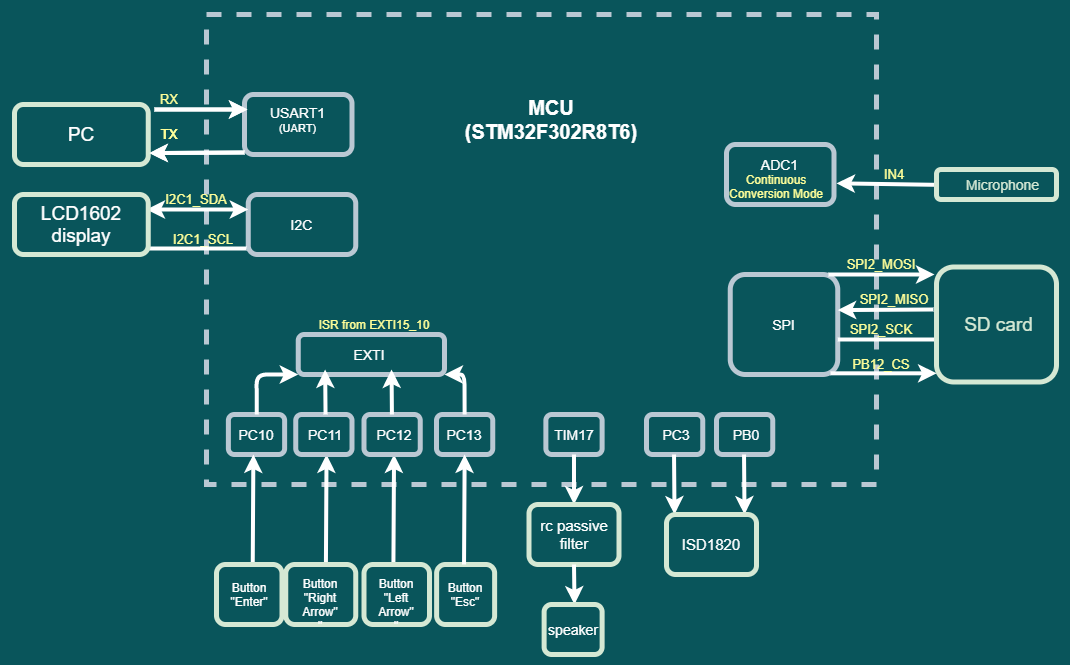 MCU
(STM32F302R8T6)
RX
PC
TX
USART1
(UART)
LCD1602
display
I2C1_SDA
I2C1_SCL
I2C
ADC1
Continuous
Conversion Mode
IN4
Microphone
SPI
SPI2_MOSI
SPI2_MISO
SPI2_SCK
PB12_CS
SD card
ISR from EXTI15_10
EXTI
PC10
PC11
PC12
PC13
TIM17
PC3
PB0
rc passive
filter
speaker
ISD1820
Button
"Enter"
Button
"Right
Arrow"
"
Button
"Left
Arrow"
"
Button
"Esc"